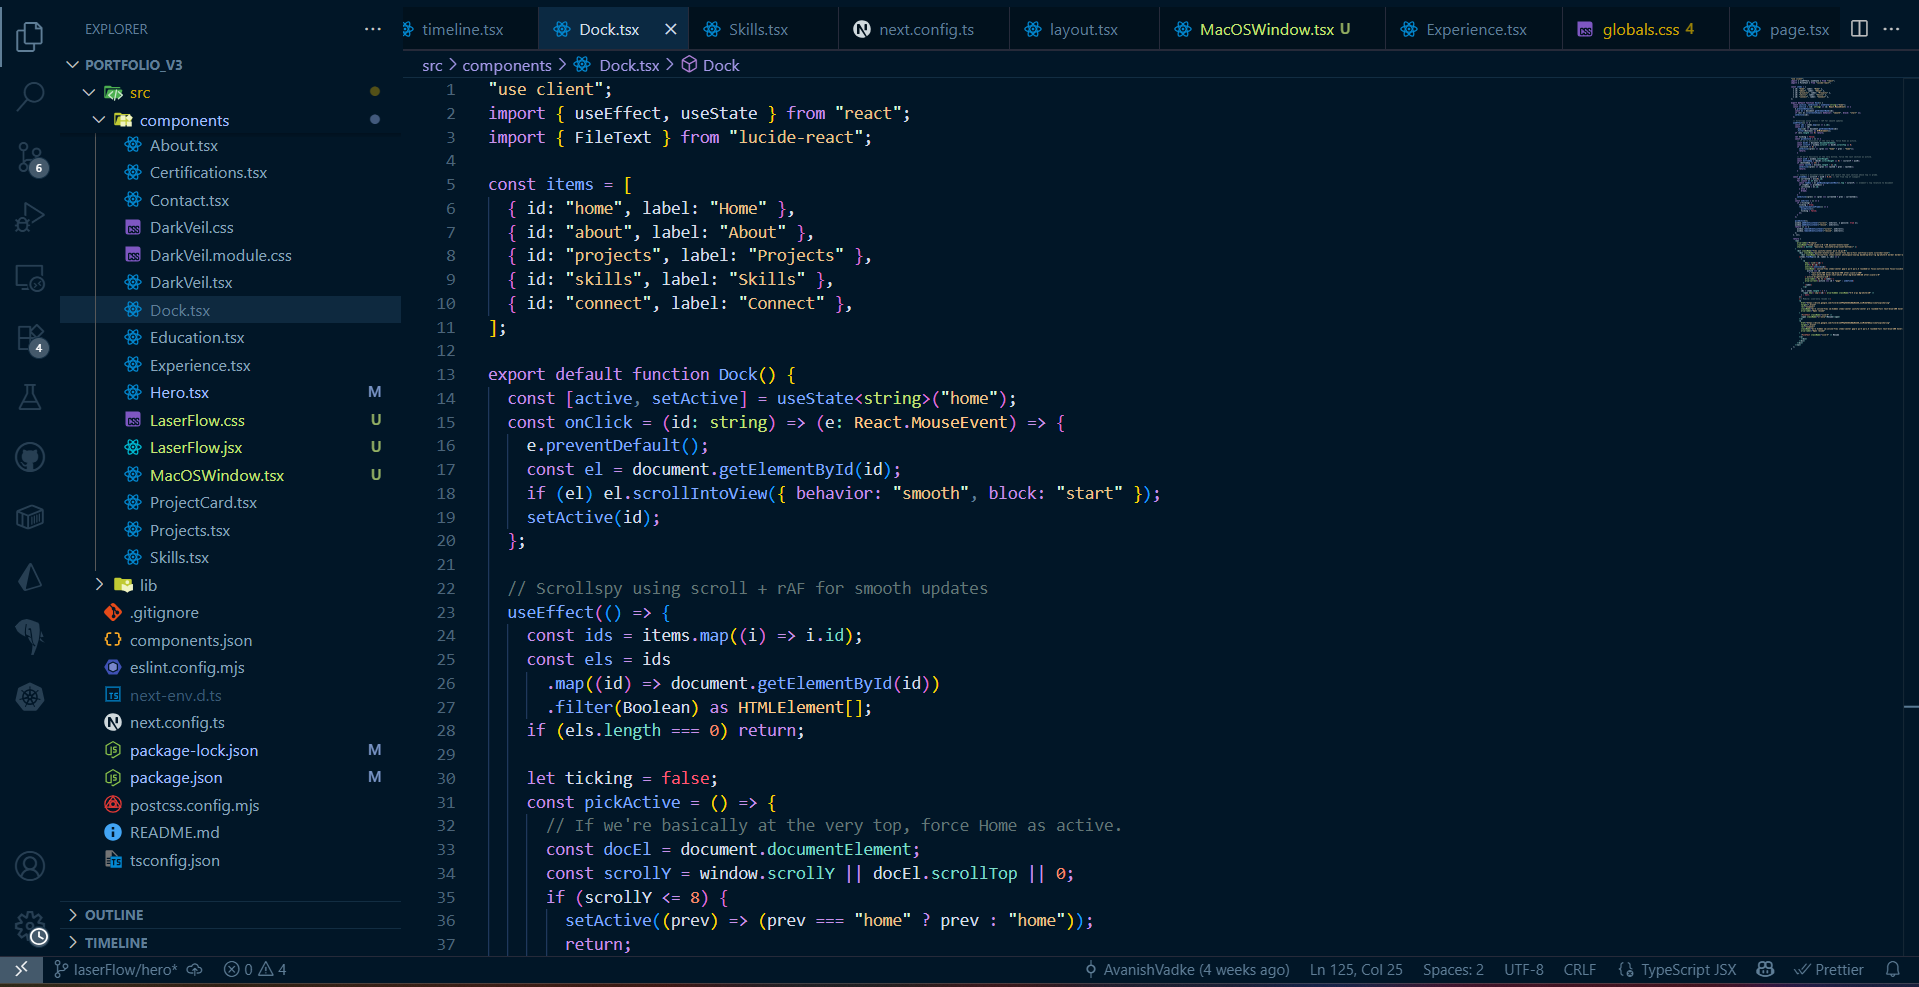 EXPLORER
PORTFOLIO_V3
src
components
About.tsx
Certifications.tsx
Contact.tsx
DarkVeil.css
DarkVeil.module.css
DarkVeil.tsx
Dock.tsx
Education.tsx
Experience.tsx
Hero.tsx M
LaserFlow.css U
LaserFlow.jsx U
MacOSWindow.tsx U
ProjectCard.tsx
Projects.tsx
Skills.tsx
lib
.gitignore
components.json
eslint.config.mjs
next-env.d.ts
next.config.ts
package-lock.json M
package.json M
postcss.config.mjs
README.md
tsconfig.json
OUTLINE
TIMELINE
6
4
timeline.tsx Dock.tsx Skills.tsx next.config.ts layout.tsx MacOSWindow.tsx U Experience.tsx globals.css 4 page.tsx
src > components > Dock.tsx > Dock
1 "use client";
2 import { useEffect, useState } from "react";
3 import { FileText } from "lucide-react";
4
5 const items = [
6 { id: "home", label: "Home" },
7 { id: "about", label: "About" },
8 { id: "projects", label: "Projects" },
9 { id: "skills", label: "Skills" },
10 { id: "connect", label: "Connect" },
11 ];
12
13 export default function Dock() {
14 const [active, setActive] = useState<string>("home");
15 const onClick = (id: string) => (e: React.MouseEvent) => {
16 e.preventDefault();
17 const el = document.getElementById(id);
18 if (el) el.scrollIntoView({ behavior: "smooth", block: "start" });
19 setActive(id);
20 };
21
22 // Scrollspy using scroll + rAF for smooth updates
23 useEffect(() => {
24 const ids = items.map((i) => i.id);
25 const els = ids
26 .map((id) => document.getElementById(id))
27 .filter(Boolean) as HTMLElement[];
28 if (els.length === 0) return;
29
30 let ticking = false;
31 const pickActive = () => {
32 // If we're basically at the very top, force Home as active.
33 const docEl = document.documentElement;
34 const scrollY = window.scrollY || docEl.scrollTop || 0;
35 if (scrollY <= 8) {
36 setActive((prev) => (prev === "home" ? prev : "home"));
37 return;
laserFlow/hero* 0 4 AvanishVadke (4 weeks ago) Ln 125, Col 25 Spaces: 2 UTF-8 CRLF TypeScript JSX Prettier